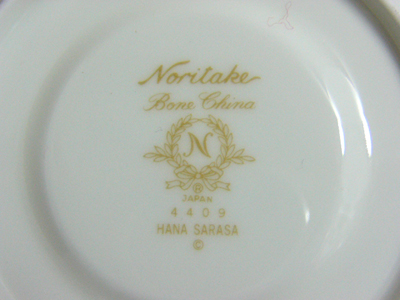 Noritake
Bone China
N
®
JAPAN
4409
HANA SARASA
©